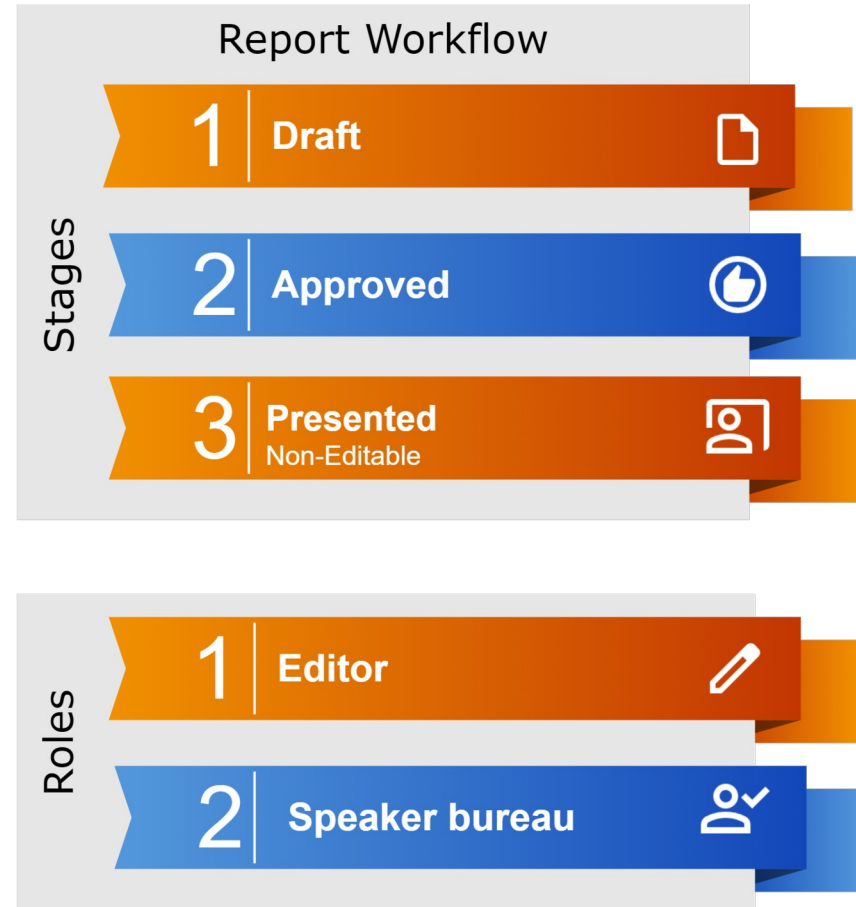 Report Workflow
Stages
1 Draft
2 Approved
3 Presented
Non-Editable
Roles
1 Editor
2 Speaker bureau